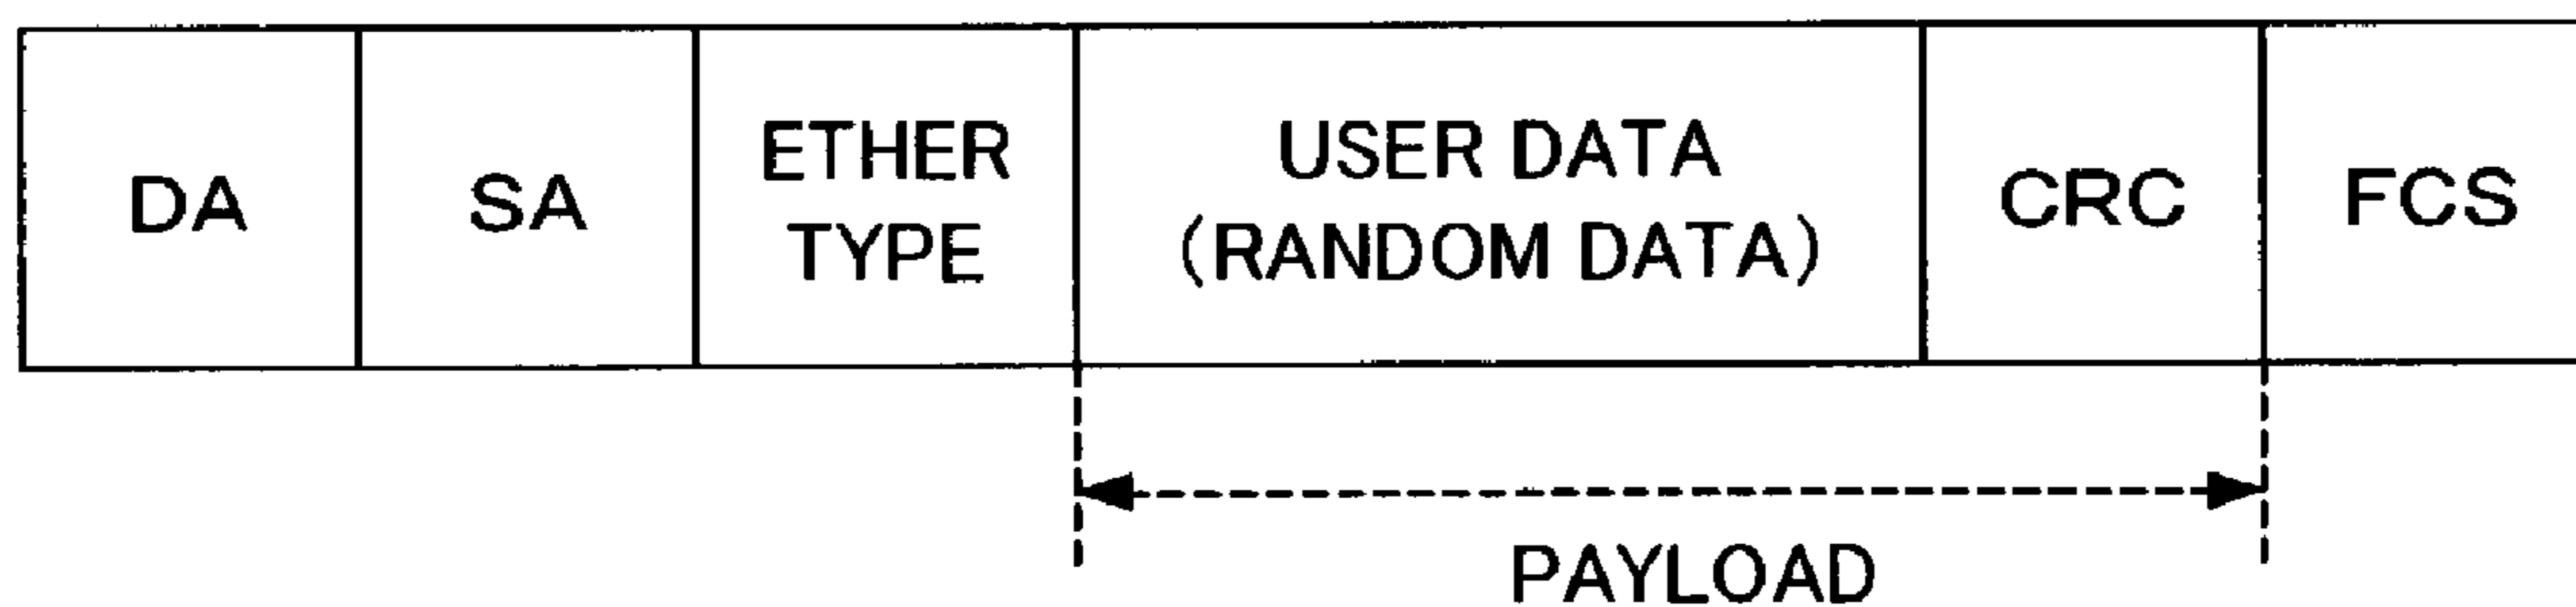 DA
SA
ETHER
TYPE
USER DATA
(RANDOM DATA)
CRC
FCS
PAYLOAD